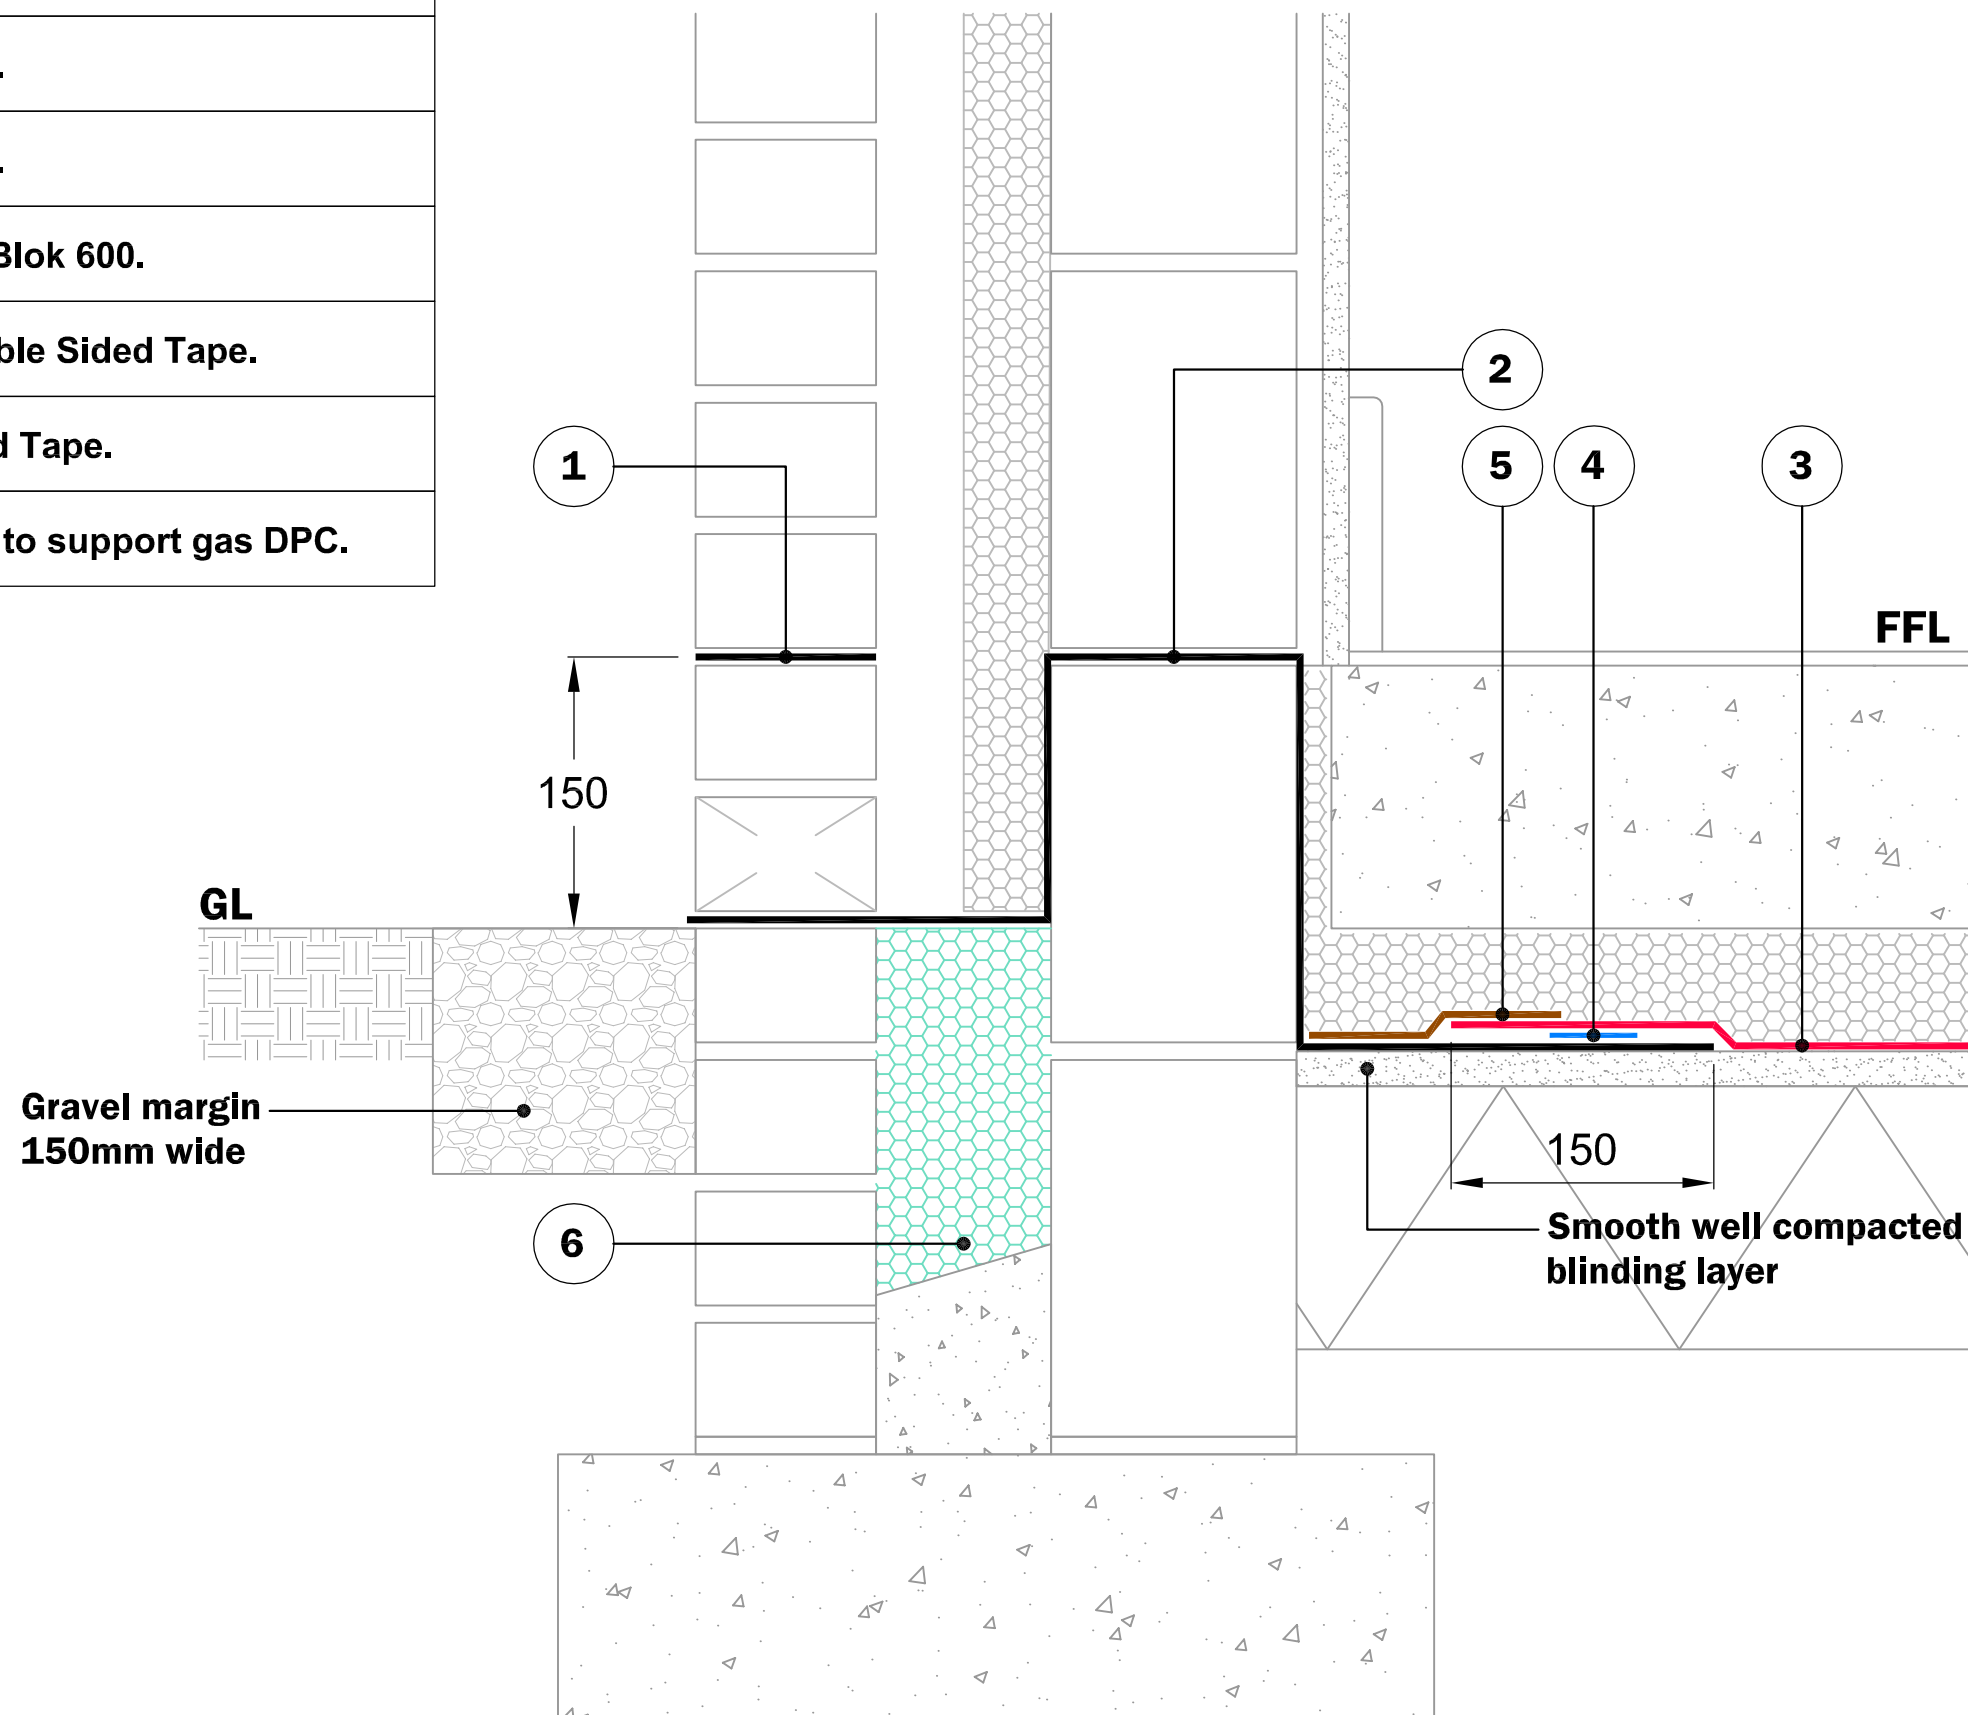 .
.
Blok 600.
ble Sided Tape.
d Tape.
to support gas DPC.
2
1
5
4
3
FFL
150
GL
Gravel margin
150mm wide
150
6
Smooth well compacted
blinding layer